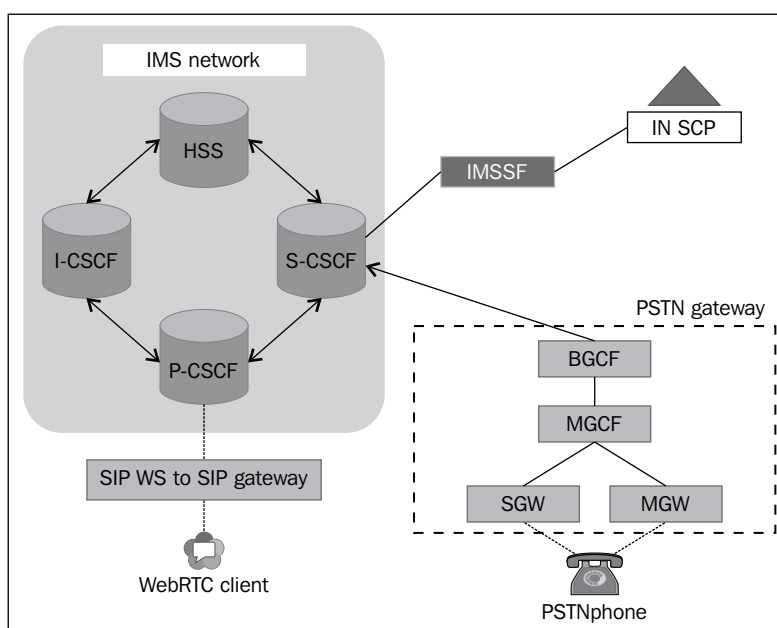 IMS network
HSS
I-CSCF
S-CSCF
P-CSCF
IN SCP
IMSSF
PSTN gateway
BGCF
MGCF
SGW
MGW
SIP WS to SIP gateway
WebRTC client
PSTNphone